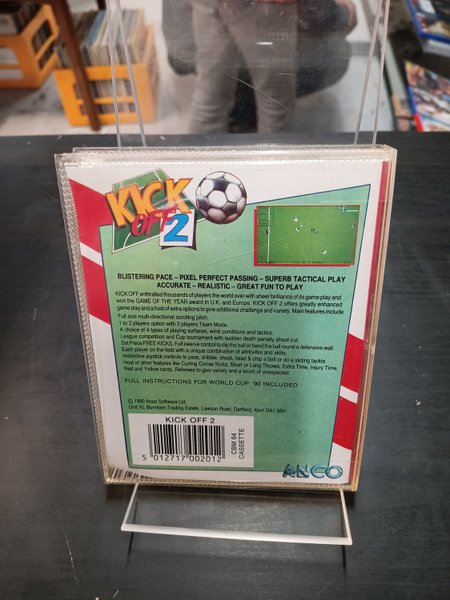 KICK
OFF 2
BLISTERING PACE – PIXEL PERFECT PASSING – SUPERB TACTICAL PLAY
ACCURATE – REALISTIC – GREAT FUN TO PLAY
KICK OFF enthralled thousands of players the world over with sheer brilliance of its game play and
won the GAME OF THE YEAR award in U.K. and Europe. KICK OFF 2 offers greatly enhanced
game play and a host of extra options to give additional challenge and variety. Main features include
Full size multi-directional scrolling pitch.
1 to 2 players option with 2 players Team Mode.
A choice of 4 types of playing surfaces, wind conditions and tactics.
League competition and Cup tournament with sudden death penalty shoot out.
Set Piece FREE KICKS. Full swerve control to dip the ball or bend the ball round a defensive wall.
Each player on the field with a unique combination of attributes and skills.
Instinctive joystick controls to pass, dribble, shoot, head & chip a ball or do a sliding tackle.
Host of other features like Curling Corner Kicks. Short or Long Throws, Extra Time, Injury Time,
Red and Yellow cards. Referees to give variety and a touch of unexpected.
FULL INSTRUCTIONS FOR WORLD CUP '90 INCLUDED
© 1990 Anco Software Ltd.
Unit 10, Burnham Trading Estate, Lawson Road, Dartford, Kent DA1 5BH
KICK OFF 2
5 012717 002012
CBM 64
CASSETTE
ANCO